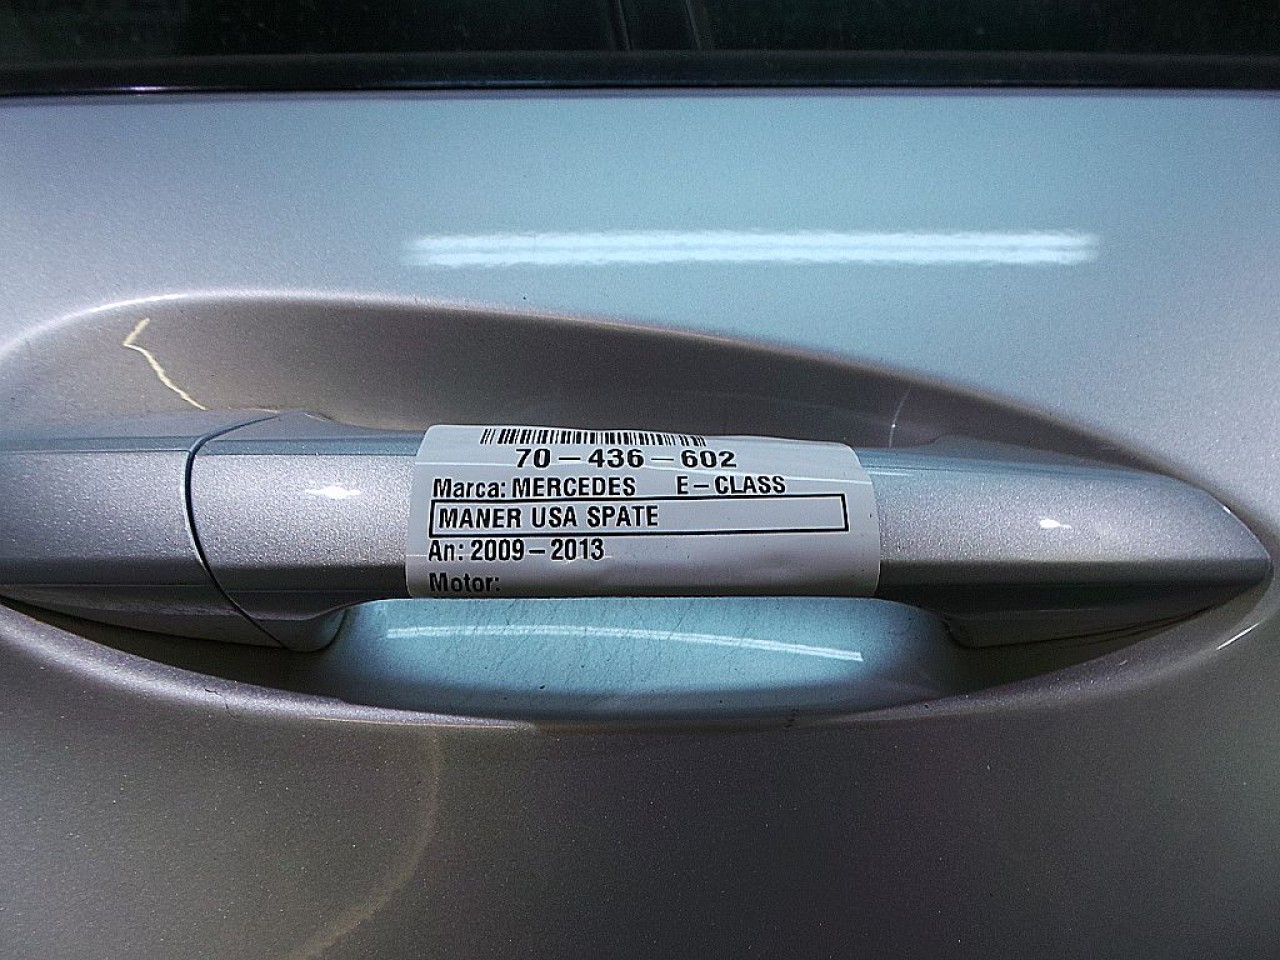 70-436-602
Marca: MERCEDES E-CLASS
MANER USA SPATE
An: 2009-2013
Motor: